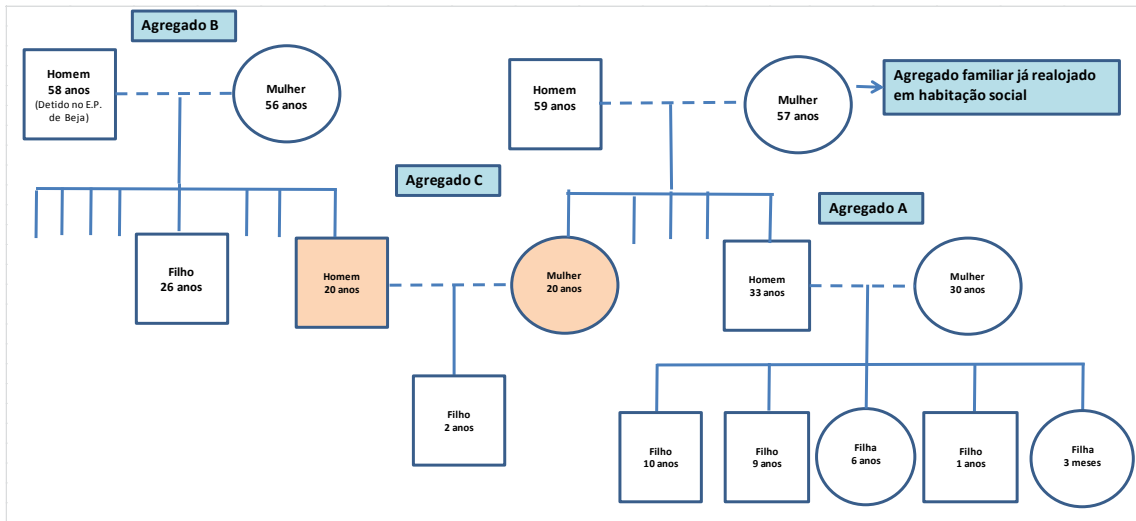 Agregado B
Homem
58 anos
(Detido no E.P.
de Beja)
Mulher
56 anos
Homem
59 anos
Mulher
57 anos
Agregado familiar já realojado
em habitação social
Agregado C
Agregado A
Filho
26 anos
Homem
20 anos
Mulher
20 anos
Homem
33 anos
Mulher
30 anos
Filho
2 anos
Filho
10 anos
Filho
9 anos
Filha
6 anos
Filho
1 anos
Filha
3 meses